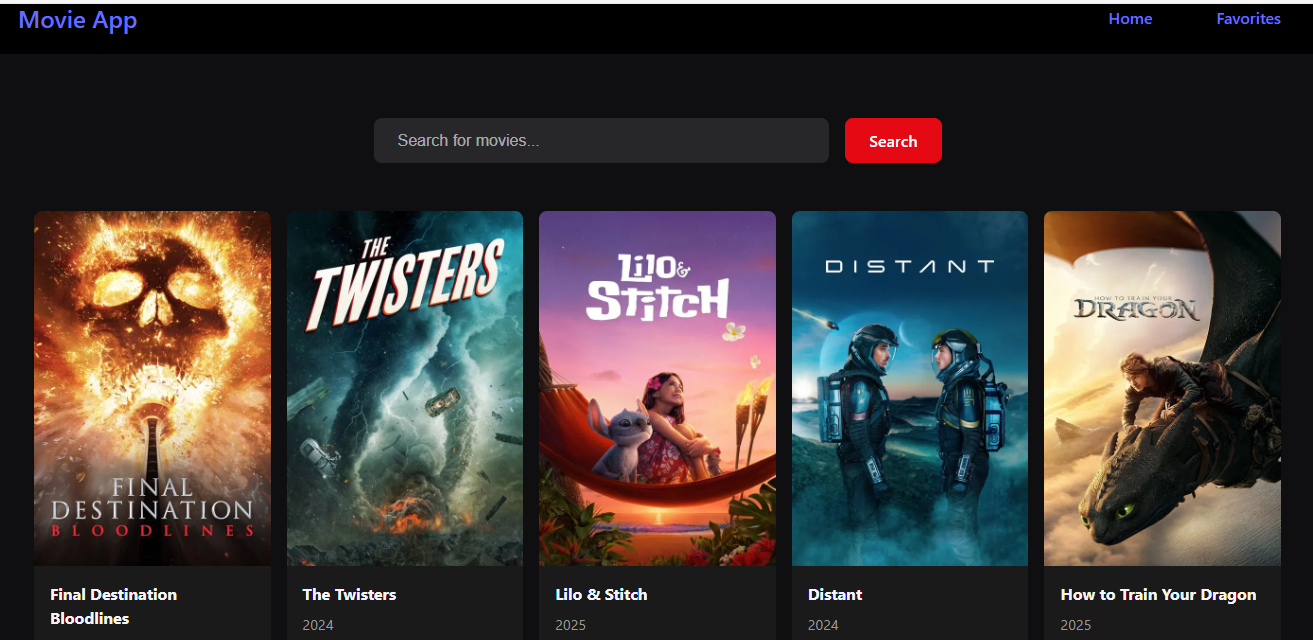 Movie App
Home Favorites
Search for movies...
Search
THE
TWISTERS
Lilo &
Stitch
DISTANT
HOW TO TRAIN YOUR
DRAGON
FINAL
DESTINATION
BLOODLINES
Final Destination
Bloodlines
The Twisters
2024
Lilo & Stitch
2025
Distant
2024
How to Train Your Dragon
2025